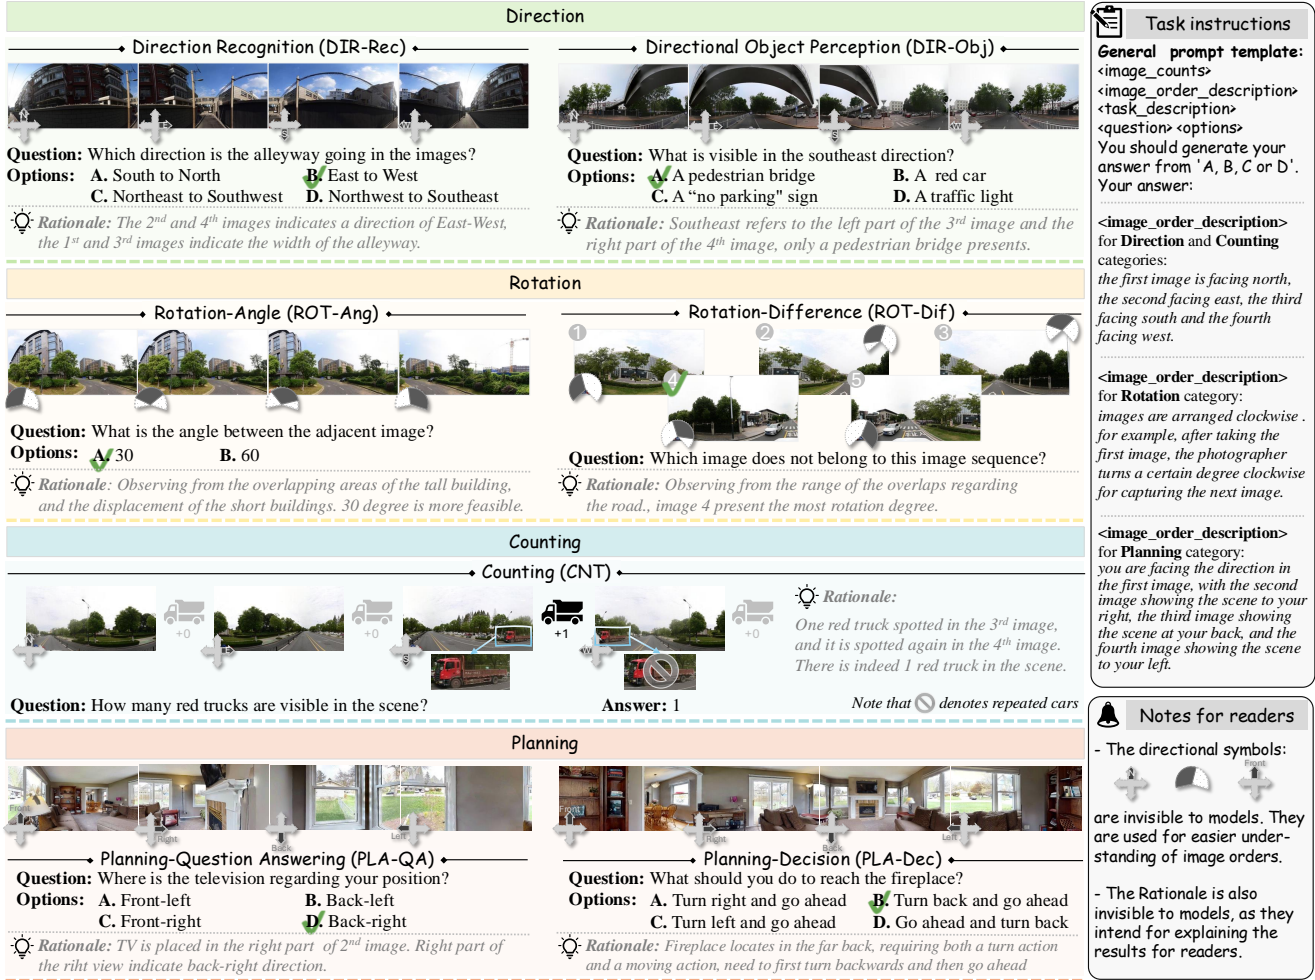 Direction
Direction Recognition (DIR-Rec)
N
E
S
W
Question: Which direction is the alleyway going in the images?
Options: A. South to North B. East to West
C. Northeast to Southwest D. Northwest to Southeast
Rationale: The 2nd and 4th images indicates a direction of East-West,
the 1st and 3rd images indicate the width of the alleyway.
Directional Object Perception (DIR-Obj)
N
E
S
W
Question: What is visible in the southeast direction?
Options: A. A pedestrian bridge B. A red car
C. A “no parking" sign D. A traffic light
Rationale: Southeast refers to the left part of the 3rd image and the
right part of the 4th image, only a pedestrian bridge presents.
Rotation
Rotation-Angle (ROT-Ang)
Question: What is the angle between the adjacent image?
Options: A. 30 B. 60
Rationale: Observing from the overlapping areas of the tall building,
and the displacement of the short buildings. 30 degree is more feasible.
Rotation-Difference (ROT-Dif)
1
2
3
4
5
Question: Which image does not belong to this image sequence?
Rationale: Observing from the range of the overlaps regarding
the road., image 4 present the most rotation degree.
Counting
Counting (CNT)
N
+0
E
+0
S
+1
W
+0
Rationale:
One red truck spotted in the 3rd image,
and it is spotted again in the 4th image.
There is indeed 1 red truck in the scene.
Question: How many red trucks are visible in the scene?
Answer: 1
Note that denotes repeated cars
Planning
Front
Right
Back
Left
Planning-Question Answering (PLA-QA)
Question: Where is the television regarding your position?
Options: A. Front-left B. Back-left
C. Front-right D. Back-right
Rationale: TV is placed in the right part of 2nd image. Right part of
the riht view indicate back-right direction.
Front
Right
Back
Left
Planning-Decision (PLA-Dec)
Question: What should you do to reach the fireplace?
Options: A. Turn right and go ahead B. Turn back and go ahead
C. Turn left and go ahead D. Go ahead and turn back
Rationale: Fireplace locates in the far back, requiring both a turn action
and a moving action, need to first turn backwards and then go ahead
Task instructions
General prompt template:
<image_counts>
<image_order_description>
<task_description>
<question> <options>
You should generate your
answer from 'A, B, C or D'.
Your answer:
<image_order_description>
for Direction and Counting
categories:
the first image is facing north,
the second facing east, the third
facing south and the fourth
facing west.
<image_order_description>
for Rotation category:
images are arranged clockwise .
for example, after taking the
first image, the photographer
turns a certain degree clockwise
for capturing the next image.
<image_order_description>
for Planning category:
you are facing the direction in
the first image, with the second
image showing the scene to your
right, the third image showing
the scene at your back, and the
fourth image showing the scene
to your left.
Notes for readers
- The directional symbols:
N
Front
are invisible to models. They
are used for easier under-
standing of image orders.
- The Rationale is also
invisible to models, as they
intend for explaining the
results for readers.